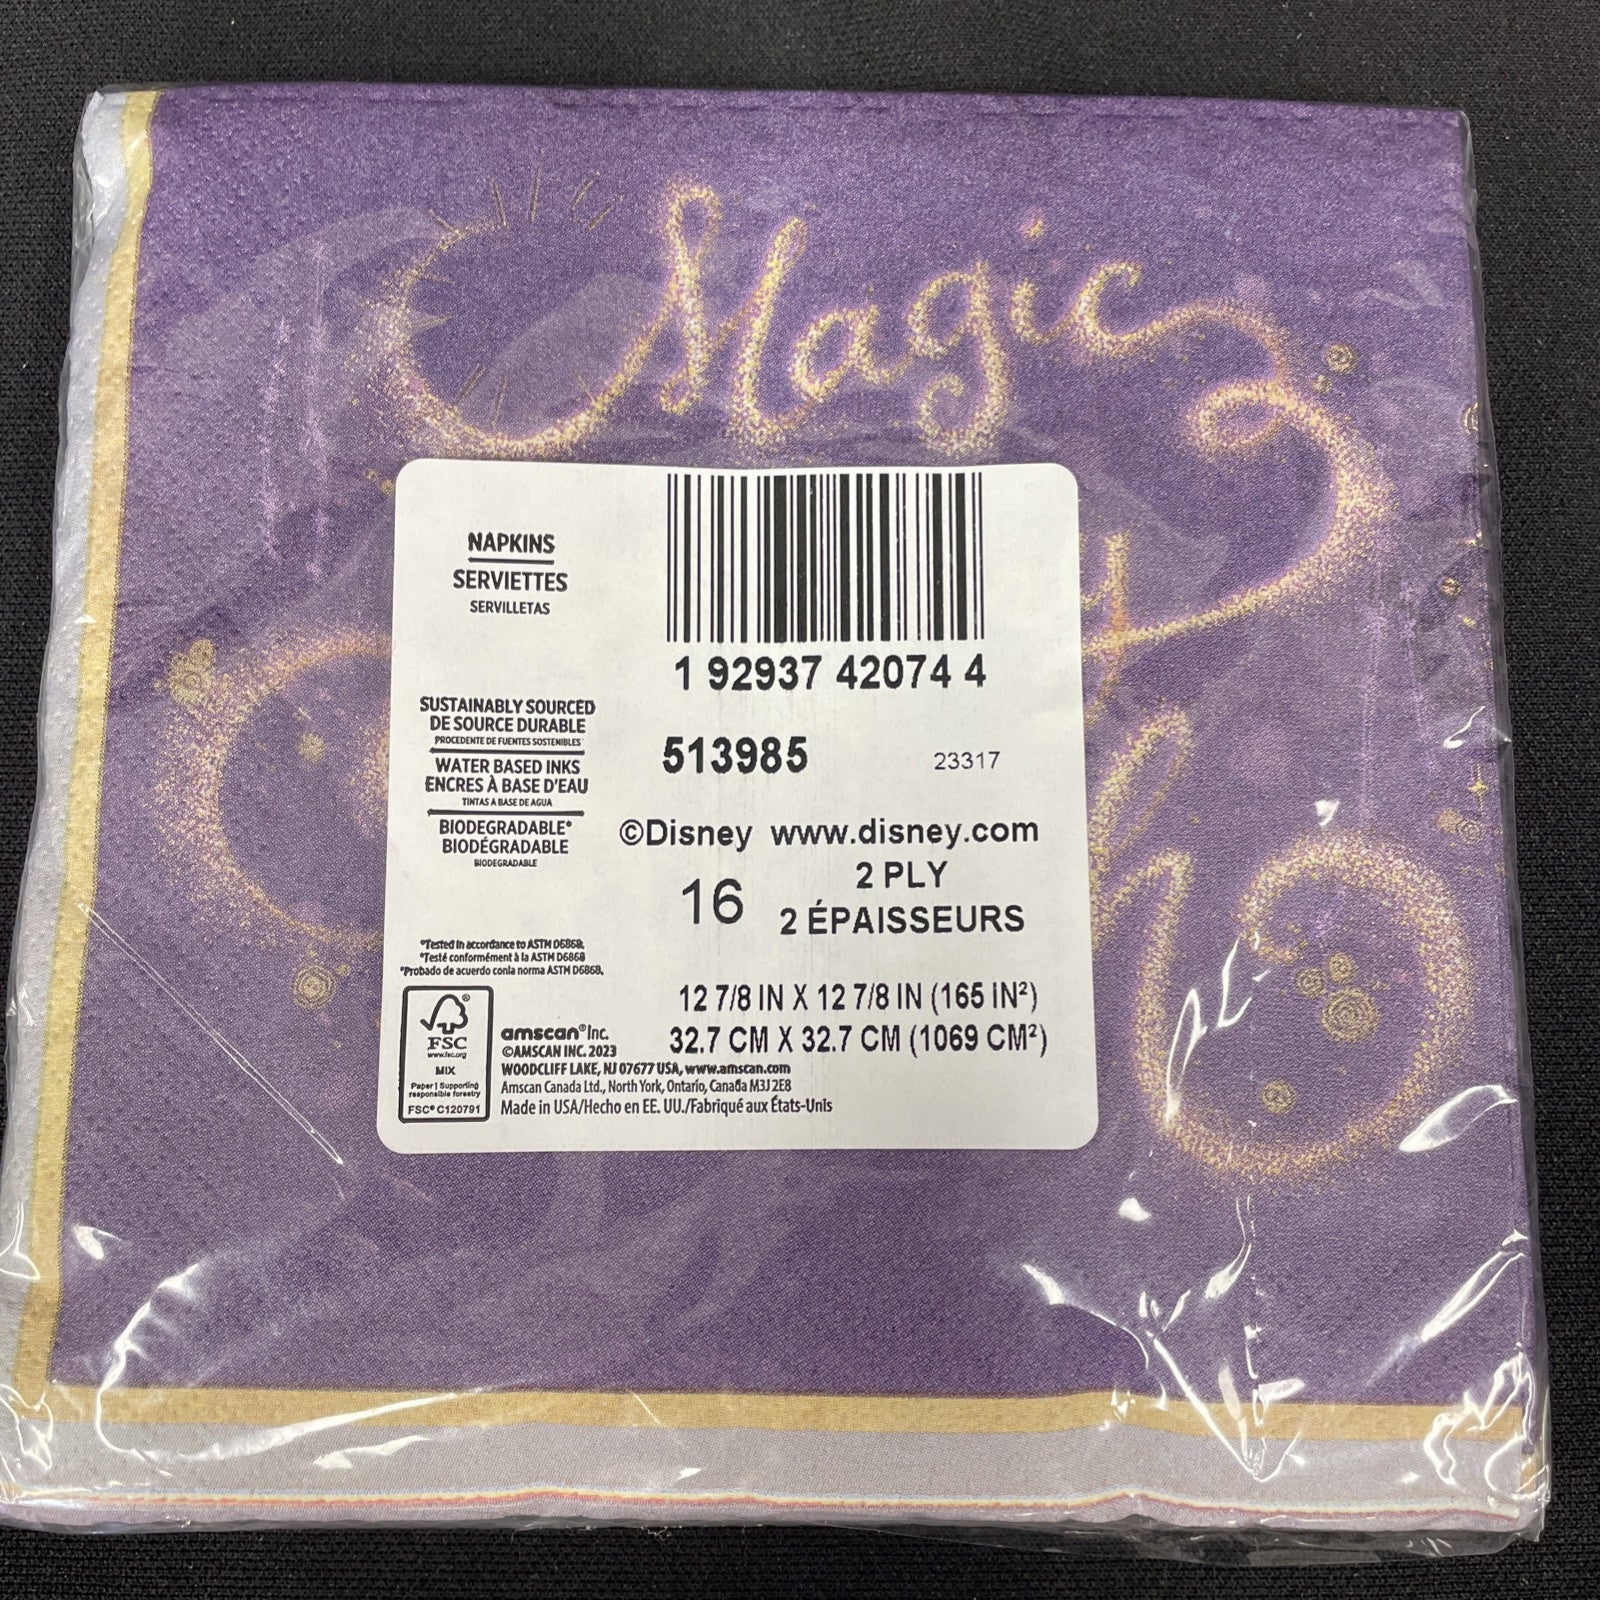 Magic
NAPKINS
SERVIETTES
SERVILLETAS
1 92937 42074 4
SUSTAINABLY SOURCED
DE SOURCE DURABLE
PROCEDENTE DE FUENTES SOSTENIBLES
WATER BASED INKS
ENCRES À BASE D'EAU
TINTAS A BASE DE AGUA
BIODEGRADABLE*
BIODÉGRADABLE
BIODEGRADABLE
513985 23317
©Disney www.disney.com
16 2 PLY
2 ÉPAISSEURS
*Tested in accordance to ASTM D6868.
*Testé conformément à la ASTM D6868
*Probado de acuerdo conla norma ASTM D6868.
12 7/8 IN X 12 7/8 IN (165 IN²)
32.7 CM X 32.7 CM (1069 CM²)
FSC
www.fsc.org
MIX
Paper | Supporting
responsible forestry
FSC® C120791
amscan® Inc.
©AMSCAN INC. 2023
WOODCLIFF LAKE, NJ 07677 USA, www.amscan.com
Amscan Canada Ltd., North York, Ontario, Canada M3J 2E8
Made in USA/Hecho en EE. UU./Fabriqué aux États-Unis